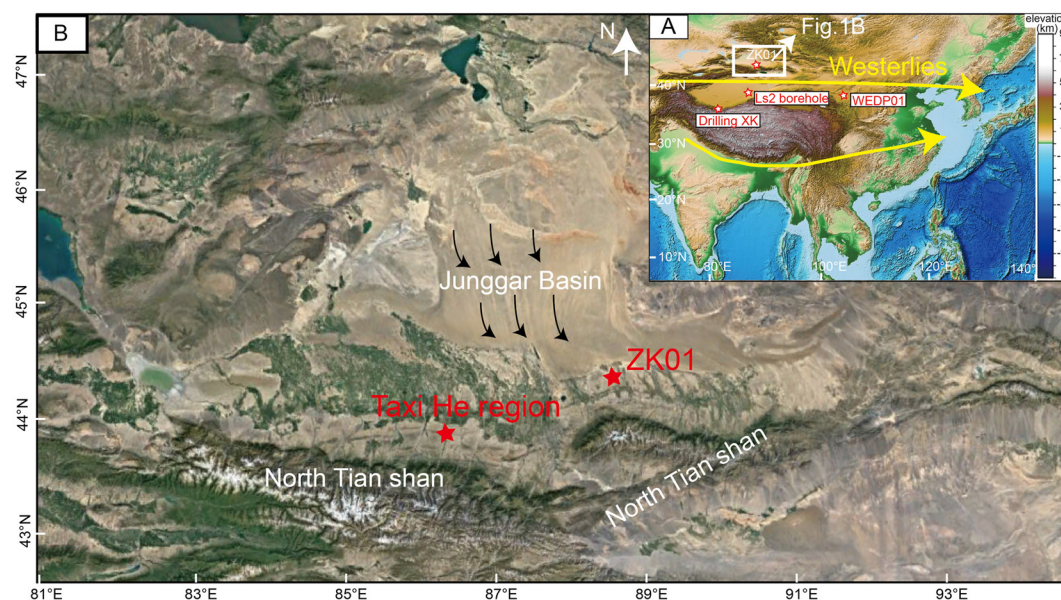 B
N
47°N
46°N
45°N
44°N
43°N
81°E
83°E
85°E
87°E
89°E
91°E
93°E
Junggar Basin
ZK01
Taxi He region
North Tian shan
North Tian shan
A
Fig.1B
ZK01
Westerlies
Ls2 borehole
WEDP01
Drilling XK
40°N
30°N
20°N
10°N
80°E
100°E
120°E
140°
elevation
(km)